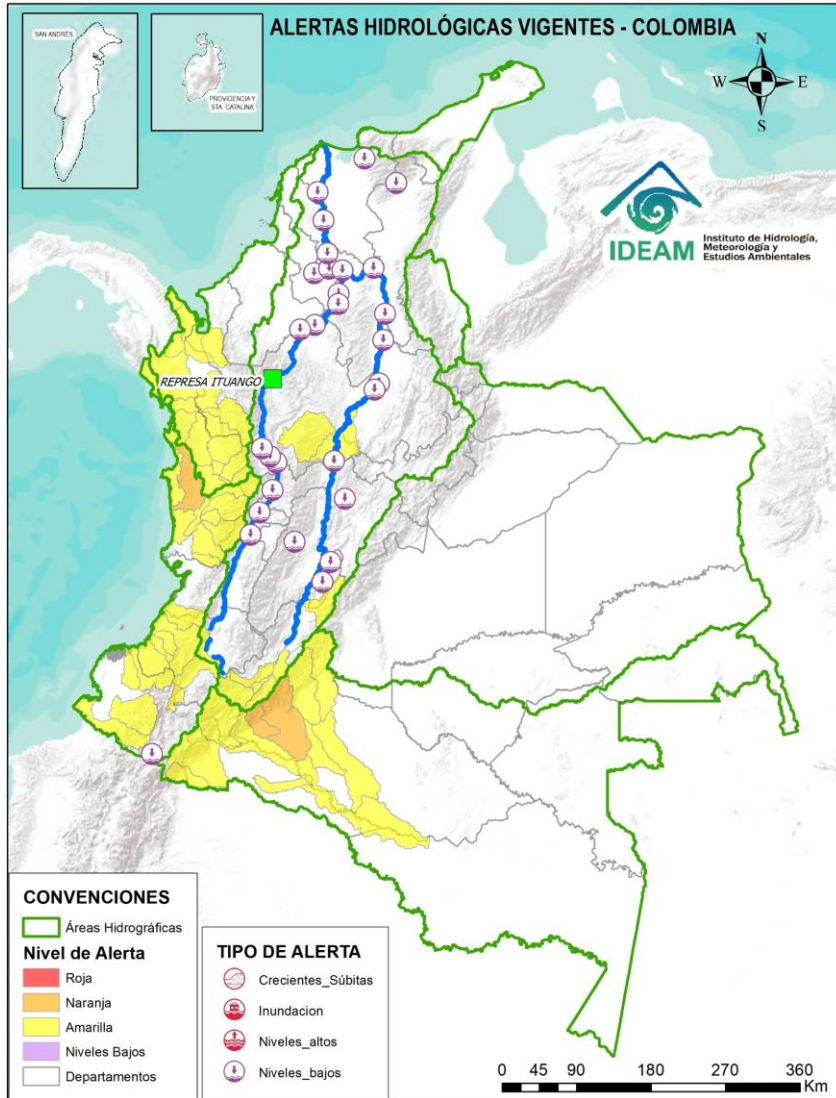 ALERTAS HIDROLÓGICAS VIGENTES - COLOMBIA
SAN ANDRÉS
PROVIDENCIA Y
STA. CATALINA
N
W
E
S
IDEAM
Instituto de Hidrología,
Meteorología y
Estudios Ambientales
REPRESA ITUANGO
CONVENCIONES
Áreas Hidrográficas
Nivel de Alerta
Roja
Naranja
Amarilla
Niveles Bajos
Departamentos
TIPO DE ALERTA
Crecientes_Súbitas
Inundacion
Niveles_altos
Niveles_bajos
0 45 90 180 270 360
Km